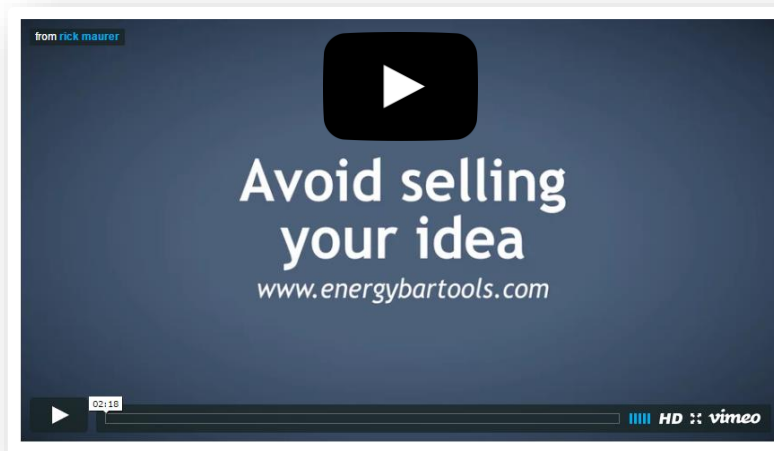 from rick maurer
Avoid selling
your idea
www.energybartools.com
02:18
HD vimeo